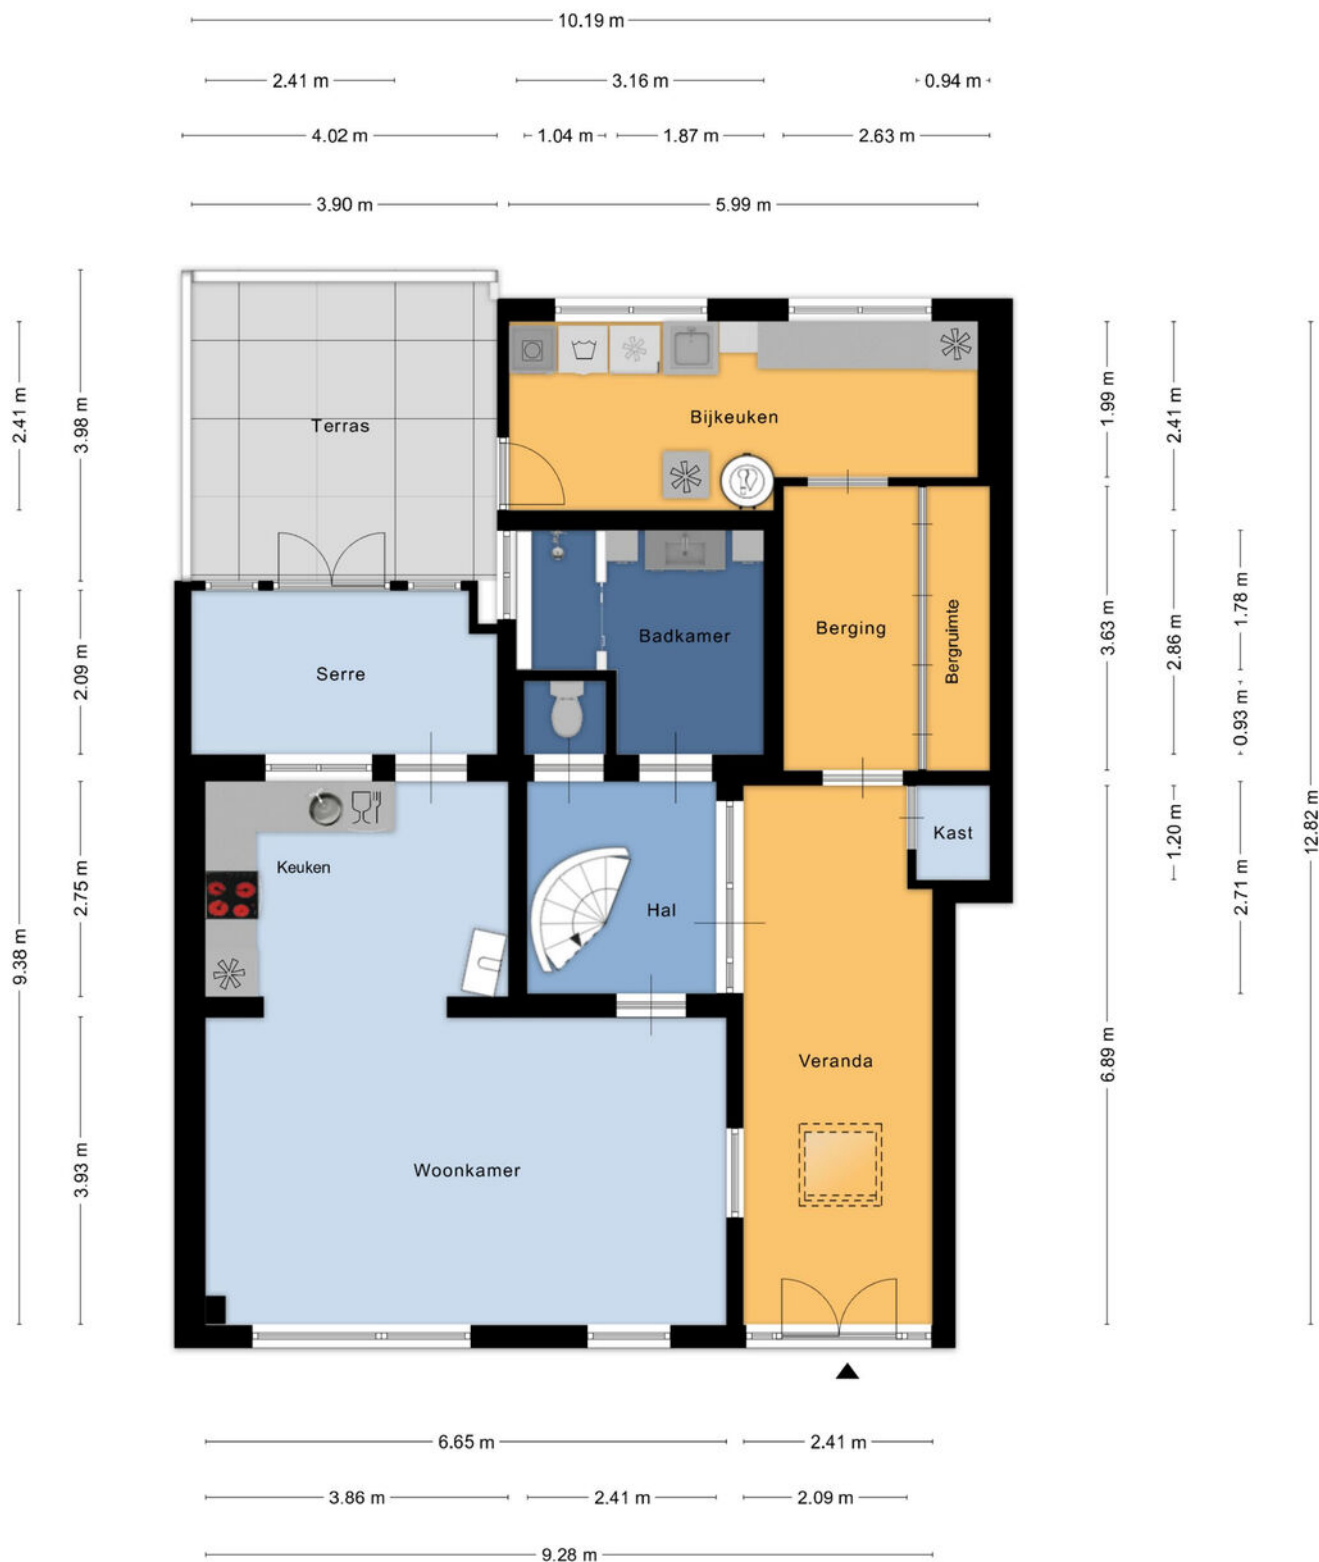 10.19 m
2.41 m
3.16 m
0.94 m
4.02 m
1.04 m
1.87 m
2.63 m
3.90 m
5.99 m
2.41 m
3.98 m
Terras
Bijkeuken
1.99 m
2.41 m
Serre
Badkamer
Berging
Bergruimte
2.09 m
3.63 m
2.86 m
1.78 m
0.93 m
Keuken
Hal
Kast
9.38 m
2.75 m
1.20 m
2.71 m
12.82 m
Veranda
6.89 m
Woonkamer
3.93 m
6.65 m
2.41 m
3.86 m
2.41 m
2.09 m
9.28 m